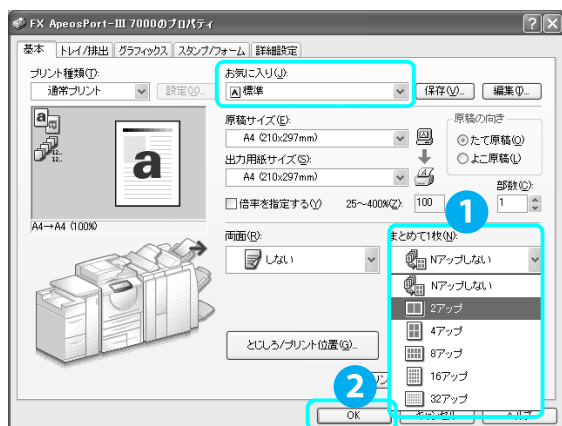 FX ApeosPort-III 7000のプロパティ
基本 トレイ/排出 グラフィックス スタンプ/フォーム 詳細設定
プリント種類(T):
通常プリント
設定(X)...
お気に入り(J):
標準
保存(V)...
編集(I)...
原稿サイズ(E):
A4 (210x297mm)
原稿の向き
たて原稿(O)
よこ原稿(L)
出力用紙サイズ(S):
A4 (210x297mm)
倍率を指定する(Y)
25～400%(Z):
100
部数(C):
1
a
12..
12..
a
A4→A4 (100%)
1
両面(R):
しない
まとめて1枚(N):
Nアップしない
Nアップしない
2アップ
4アップ
8アップ
16アップ
32アップ
とじしろ/プリント位置(G)...
2
OK
キャンセル
ヘルプ